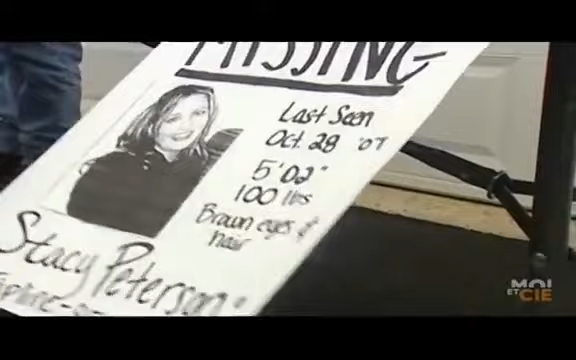 MISSING
Last Seen
Oct. 28 '07
5'02"
100 lbs
Brown eyes &
hair
Stacy Peterson
MOI
ET CIE